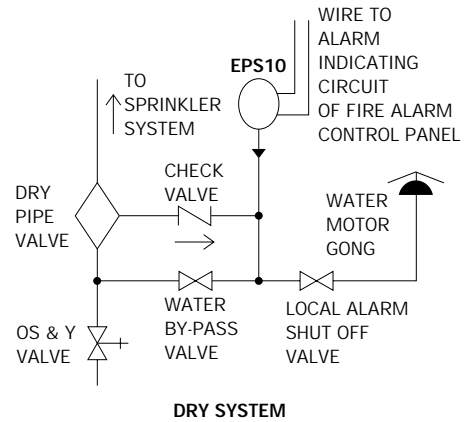 WIRE TO
ALARM
INDICATING
CIRCUIT
OF FIRE ALARM
CONTROL PANEL
EPS10
TO
SPRINKLER
SYSTEM
CHECK
VALVE
DRY
PIPE
VALVE
WATER
MOTOR
GONG
WATER
BY-PASS
VALVE
LOCAL ALARM
SHUT OFF
VALVE
OS & Y
VALVE
DRY SYSTEM